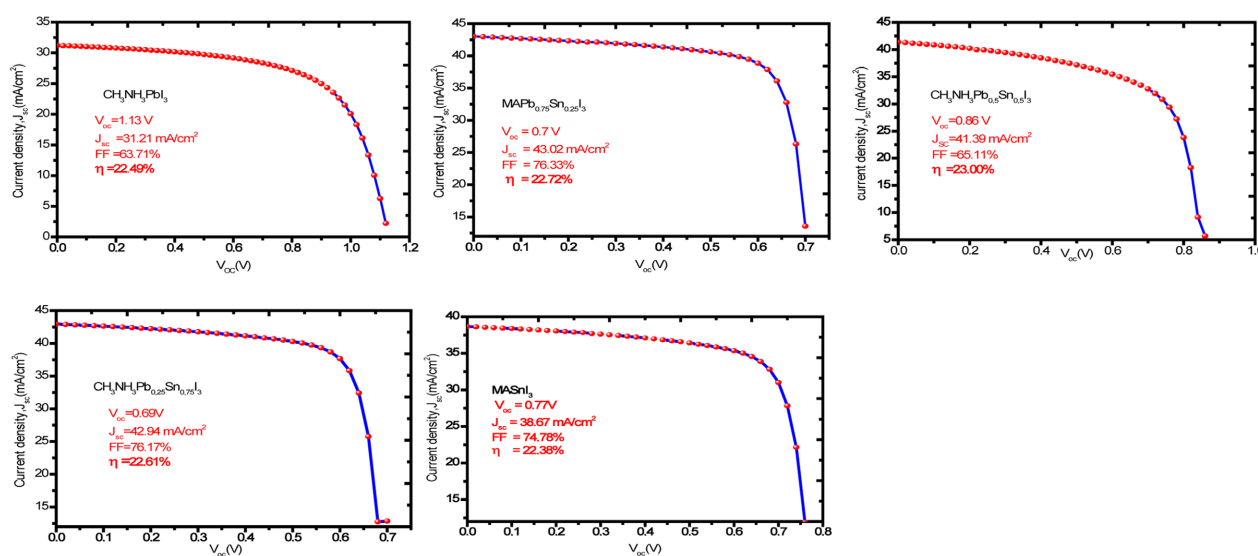 Current density,J_sc(mA/cm²)
35
30
25
20
15
10
5
0
CH₃NH₃PbI₃
V_oc=1.13 V
J_sc=31.21 mA/cm²
FF =63.71%
η =22.49%
0.0 0.2 0.4 0.6 0.8 1.0 1.2
V_OC(V)
Current density,J_sc(mA/cm²)
45
40
35
30
25
20
15
MAPb₀.₇₅Sn₀.₂₅I₃
V_oc = 0.7 V
J_sc = 43.02 mA/cm²
FF = 76.33%
η = 22.72%
0.0 0.1 0.2 0.3 0.4 0.5 0.6 0.7
V_oc(V)
current density,J_sc(mA/cm²)
45
40
35
30
25
20
15
10
5
CH₃NH₃Pb₀,₅Sn₀,₅I₃
V_oc =0.86 V
J_SC=41.39 mA/cm²
FF =65.11%
η =23.00%
0.0 0.2 0.4 0.6 0.8 1.0
V_oc(V)
Current density,J_sc(mA/cm²)
45
40
35
30
25
20
15
CH₃NH₃Pb₀,₂₅Sn₀,₇₅I₃
V_oc=0.69V
J_sc=42.94 mA/cm²
FF=76.17%
η =22.61%
0.0 0.1 0.2 0.3 0.4 0.5 0.6 0.7
V_oc(V)
Current density,J_sc(mA/cm²)
40
35
30
25
20
15
MASnI₃
V_oc = 0.77V
J_sc = 38.67 mA/cm²
FF = 74.78%
η = 22.38%
0.0 0.1 0.2 0.3 0.4 0.5 0.6 0.7 0.8
V_oc(V)